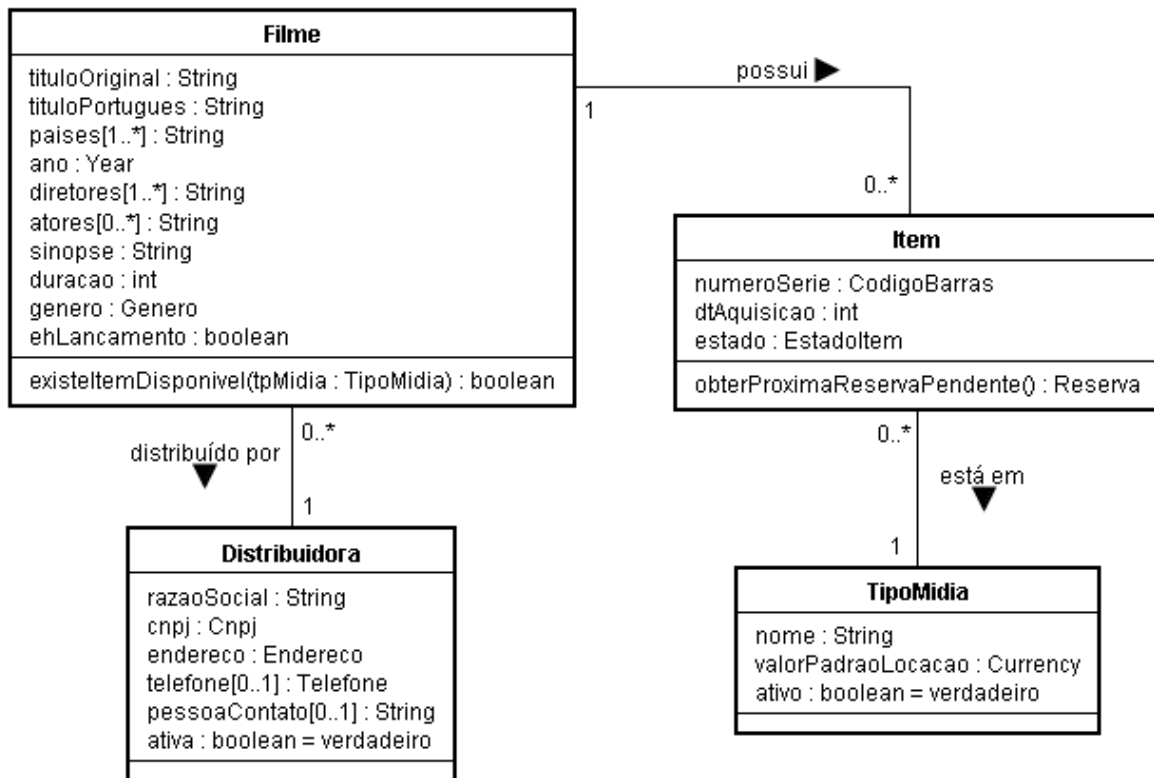 Filme
tituloOriginal : String
tituloPortugues : String
paises[1..*] : String
ano : Year
diretores[1..*] : String
atores[0..*] : String
sinopse : String
duracao : int
genero : Genero
ehLancamento : boolean
existeItemDisponivel(tpMidia : TipoMidia) : boolean
possui
1
0..*
Item
numeroSerie : CodigoBarras
dtAquisicao : int
estado : EstadoItem
obterProximaReservaPendente() : Reserva
0..*
distribuído por
1
Distribuidora
razaoSocial : String
cnpj : Cnpj
endereco : Endereco
telefone[0..1] : Telefone
pessoaContato[0..1] : String
ativa : boolean = verdadeiro
0..*
está em
1
TipoMidia
nome : String
valorPadraoLocacao : Currency
ativo : boolean = verdadeiro